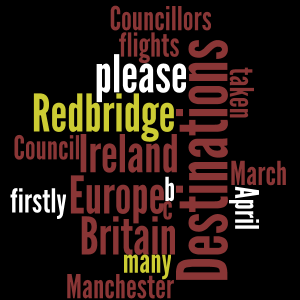 Councillors
flights
please
taken
Redbridge
Destinations
Council
Ireland
March
Europe
b
c
firstly
April
Britain
many
Manchester